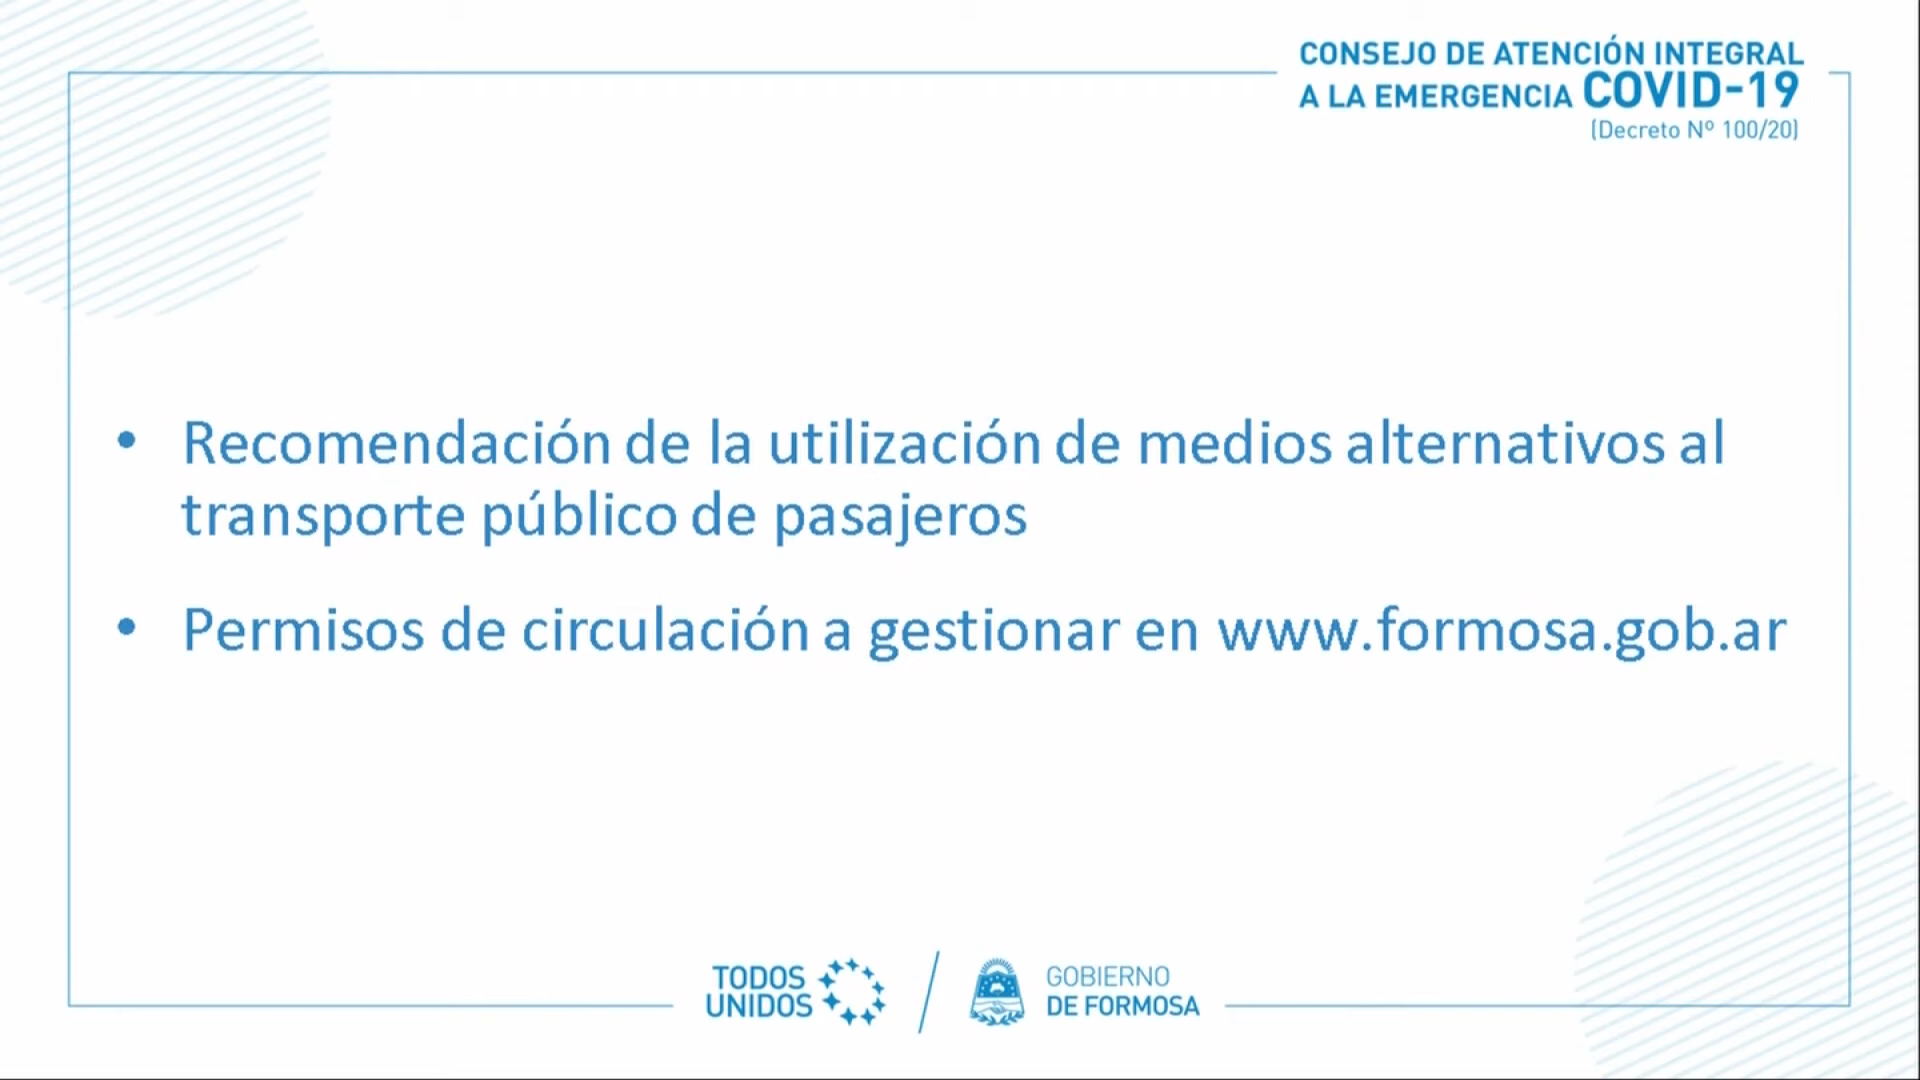 CONSEJO DE ATENCIÓN INTEGRAL
A LA EMERGENCIA COVID-19
(Decreto Nº 100/20)
• Recomendación de la utilización de medios alternativos al
transporte público de pasajeros
• Permisos de circulación a gestionar en www.formosa.gob.ar
TODOS
UNIDOS
GOBIERNO
DE FORMOSA